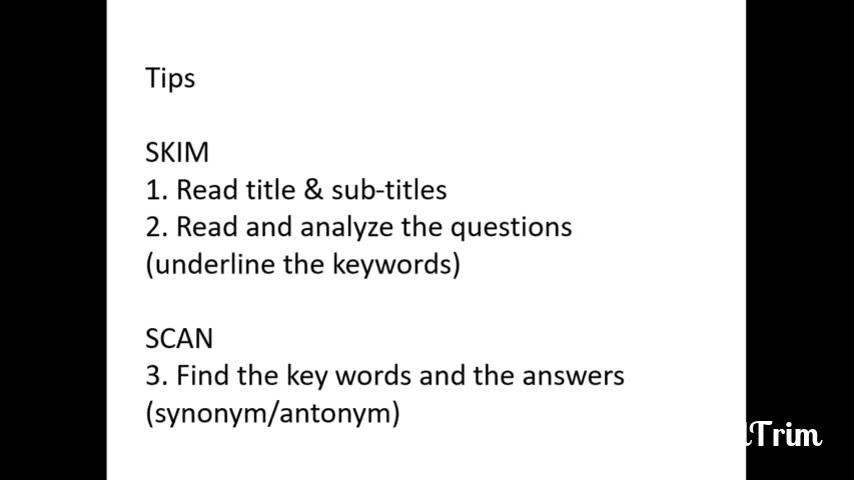 Tips
SKIM
1. Read title & sub-titles
2. Read and analyze the questions
(underline the keywords)
SCAN
3. Find the key words and the answers
(synonym/antonym)
Trim